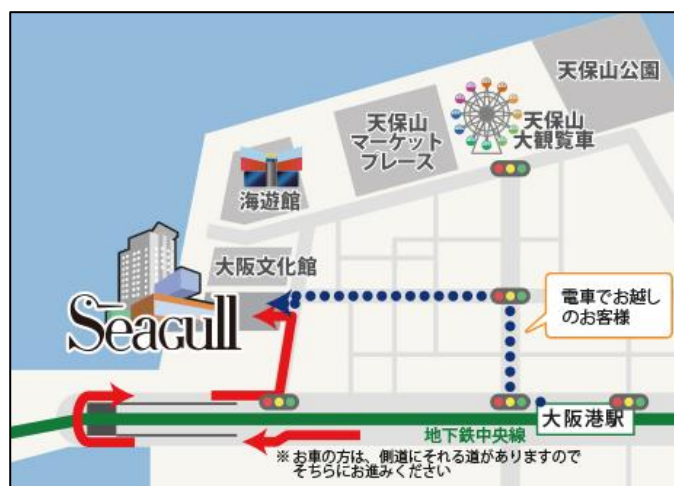 天保山公園
天保山
マーケット
プレース
天保山
大観覧車
海遊館
大阪文化館
Seagull
電車でお越し
のお客様
大阪港駅
地下鉄中央線
※ お車の方は、側道にそれる道がありますので
そちらにお進みください